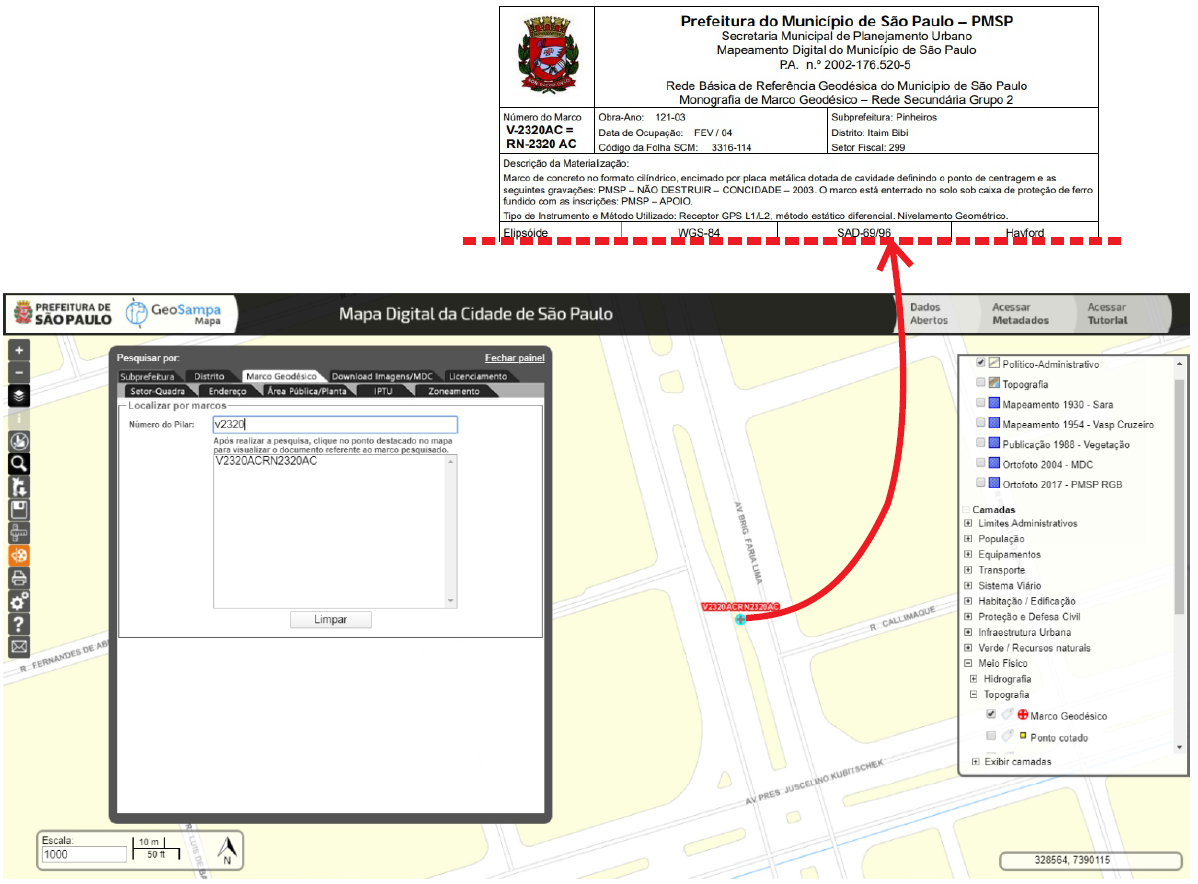 Prefeitura do Município de São Paulo – PMSP
Secretaria Municipal de Planejamento Urbano
Mapeamento Digital do Município de São Paulo
P.A. n.º 2002-176.520-5
Rede Básica de Referência Geodésica do Município de São Paulo
Monografia de Marco Geodésico – Rede Secundária Grupo 2
Número do Marco
V-2320AC =
RN-2320 AC
Obra-Ano: 121-03
Data de Ocupação: FEV / 04
Código da Folha SCM: 3316-114
Subprefeitura: Pinheiros
Distrito: Itaim Bibi
Setor Fiscal: 299
Descrição da Materialização:
Marco de concreto no formato cilíndrico, encimado por placa metálica dotada de cavidade definindo o ponto de centragem e as
seguintes gravações: PMSP – NÃO DESTRUIR – CONCIDADE – 2003. O marco está enterrado no solo sob caixa de proteção de ferro
fundido com as inscrições: PMSP – APOIO.
Tipo de Instrumento e Método Utilizado: Receptor GPS L1/L2, método estático diferencial. Nivelamento Geométrico.
Elipsóide WGS-84 SAD-69/96 Hayford
PREFEITURA DE
SÃO PAULO
GeoSampa
Mapa
Mapa Digital da Cidade de São Paulo
Dados
Abertos
Acessar
Metadados
Acessar
Tutorial
Pesquisar por:
Fechar painel
Subprefeitura Distrito Marco Geodésico Download Imagens/MDC Licenciamento
Setor-Quadra Endereço Área Pública/Planta IPTU Zoneamento
Localizar por marcos
Número do Pilar: v2320
Após realizar a pesquisa, clique no ponto destacado no mapa
para visualizar o documento referente ao marco pesquisado.
V2320ACRN2320AC
Limpar
Político-Administrativo
Topografia
Mapeamento 1930 - Sara
Mapeamento 1954 - Vasp Cruzeiro
Publicação 1988 - Vegetação
Ortofoto 2004 - MDC
Ortofoto 2017 - PMSP RGB
Camadas
Limites Administrativos
População
Equipamentos
Transporte
Sistema Viário
Habitação / Edificação
Proteção e Defesa Civil
Infraestrutura Urbana
Verde / Recursos naturais
Meio Físico
Hidrografia
Topografia
Marco Geodésico
Ponto cotado
Exibir camadas
AV BRIG. FARIA LIMA
V2320ACRN2320AC
R. CALLIMAQUE
R. FERNANDES DE AB
AV PRES. JUSCELINO KUBITSCHEK
R LUIS DE BA
Escala:
1000
10 m
50 ft
N
328564, 7390115